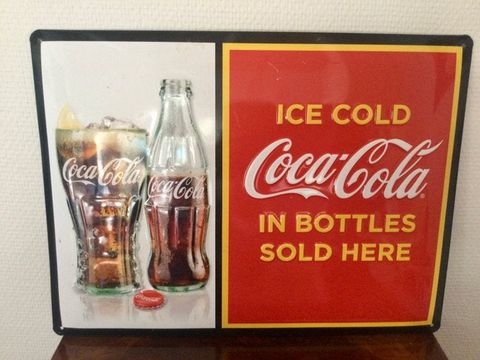 Coca-Cola
Coca-Cola
ICE COLD
Coca-Cola
IN BOTTLES
SOLD HERE